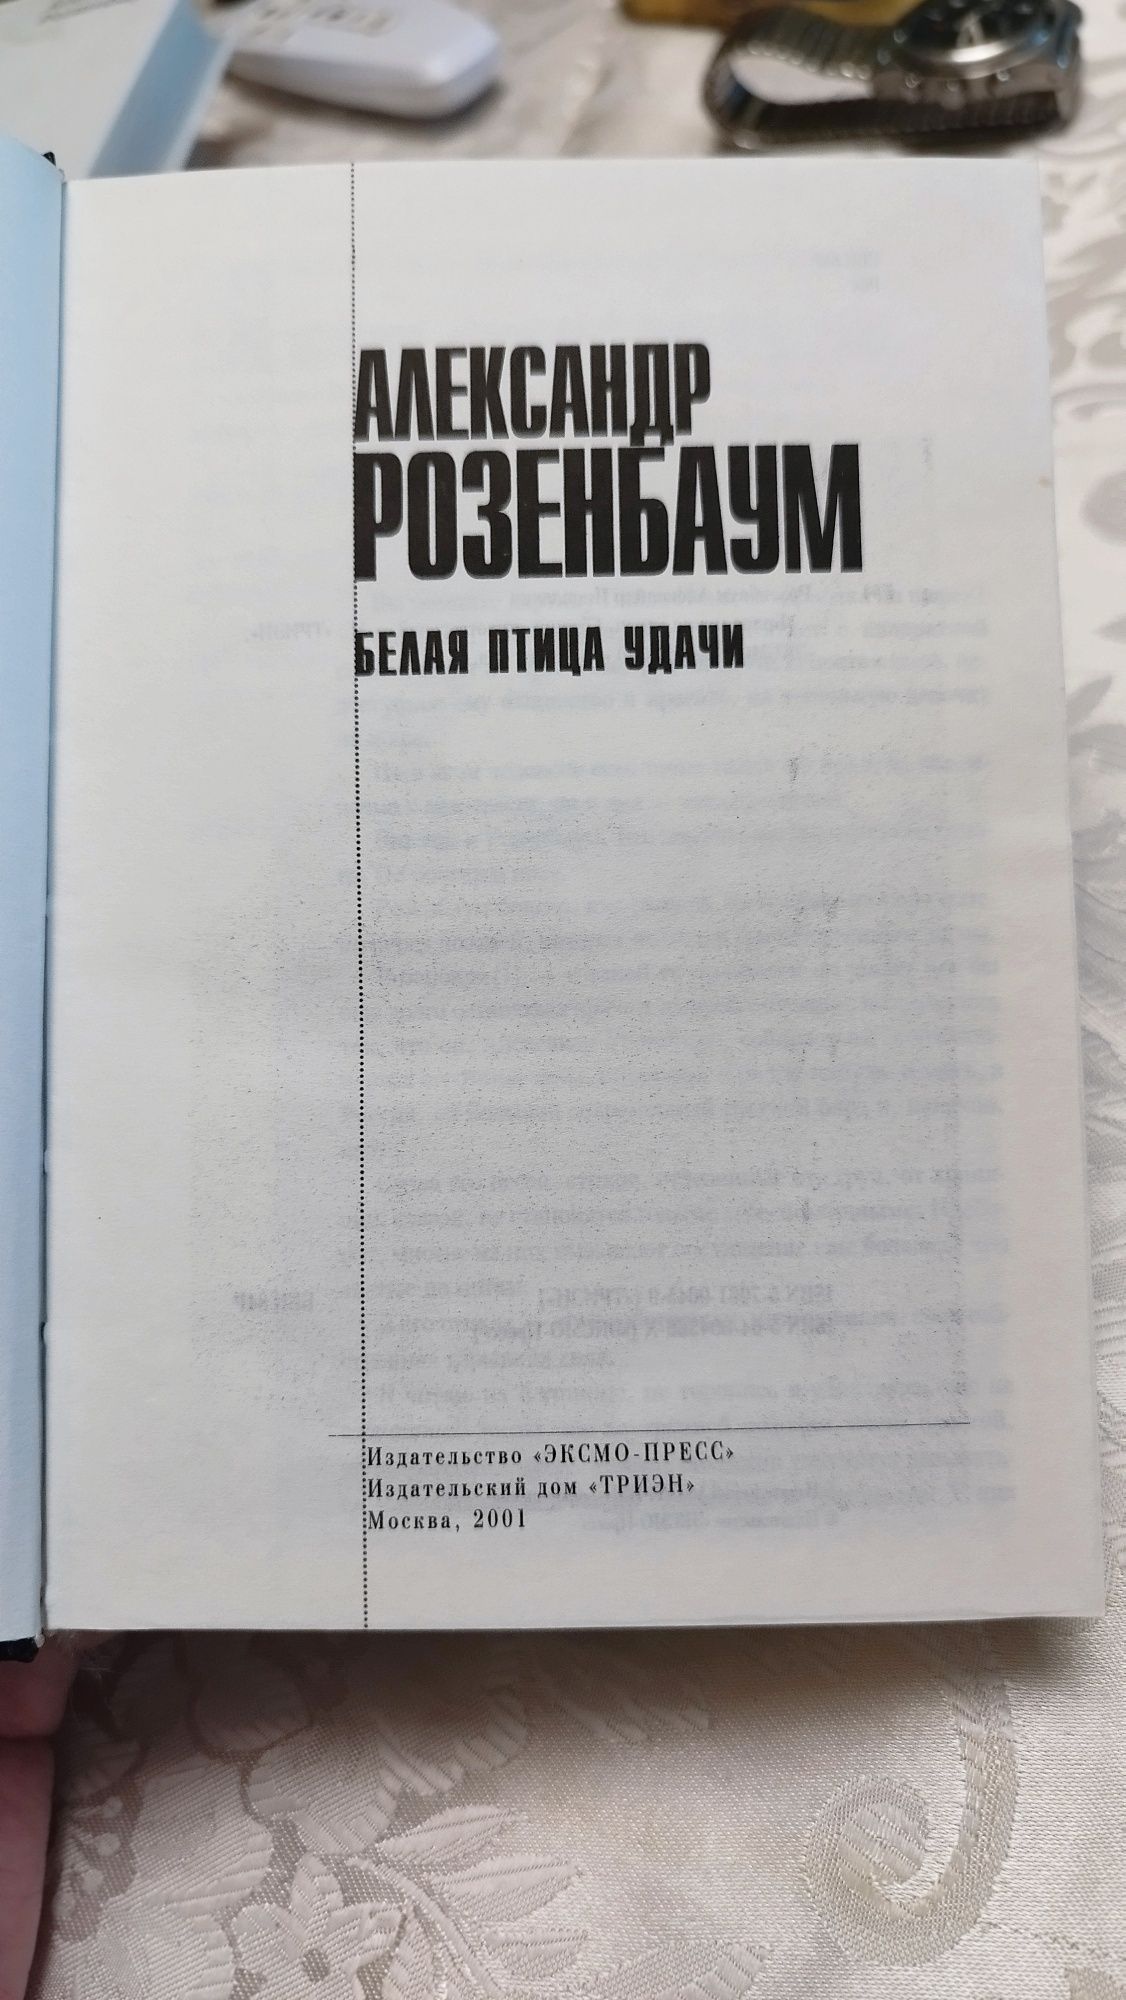 АЛЕКСАНДР
РОЗЕНБАУМ
БЕЛАЯ ПТИЦА УДАЧИ
Издательство «ЭКСМО-ПРЕСС»
Издательский дом «ТРИЭН»
Москва, 2001